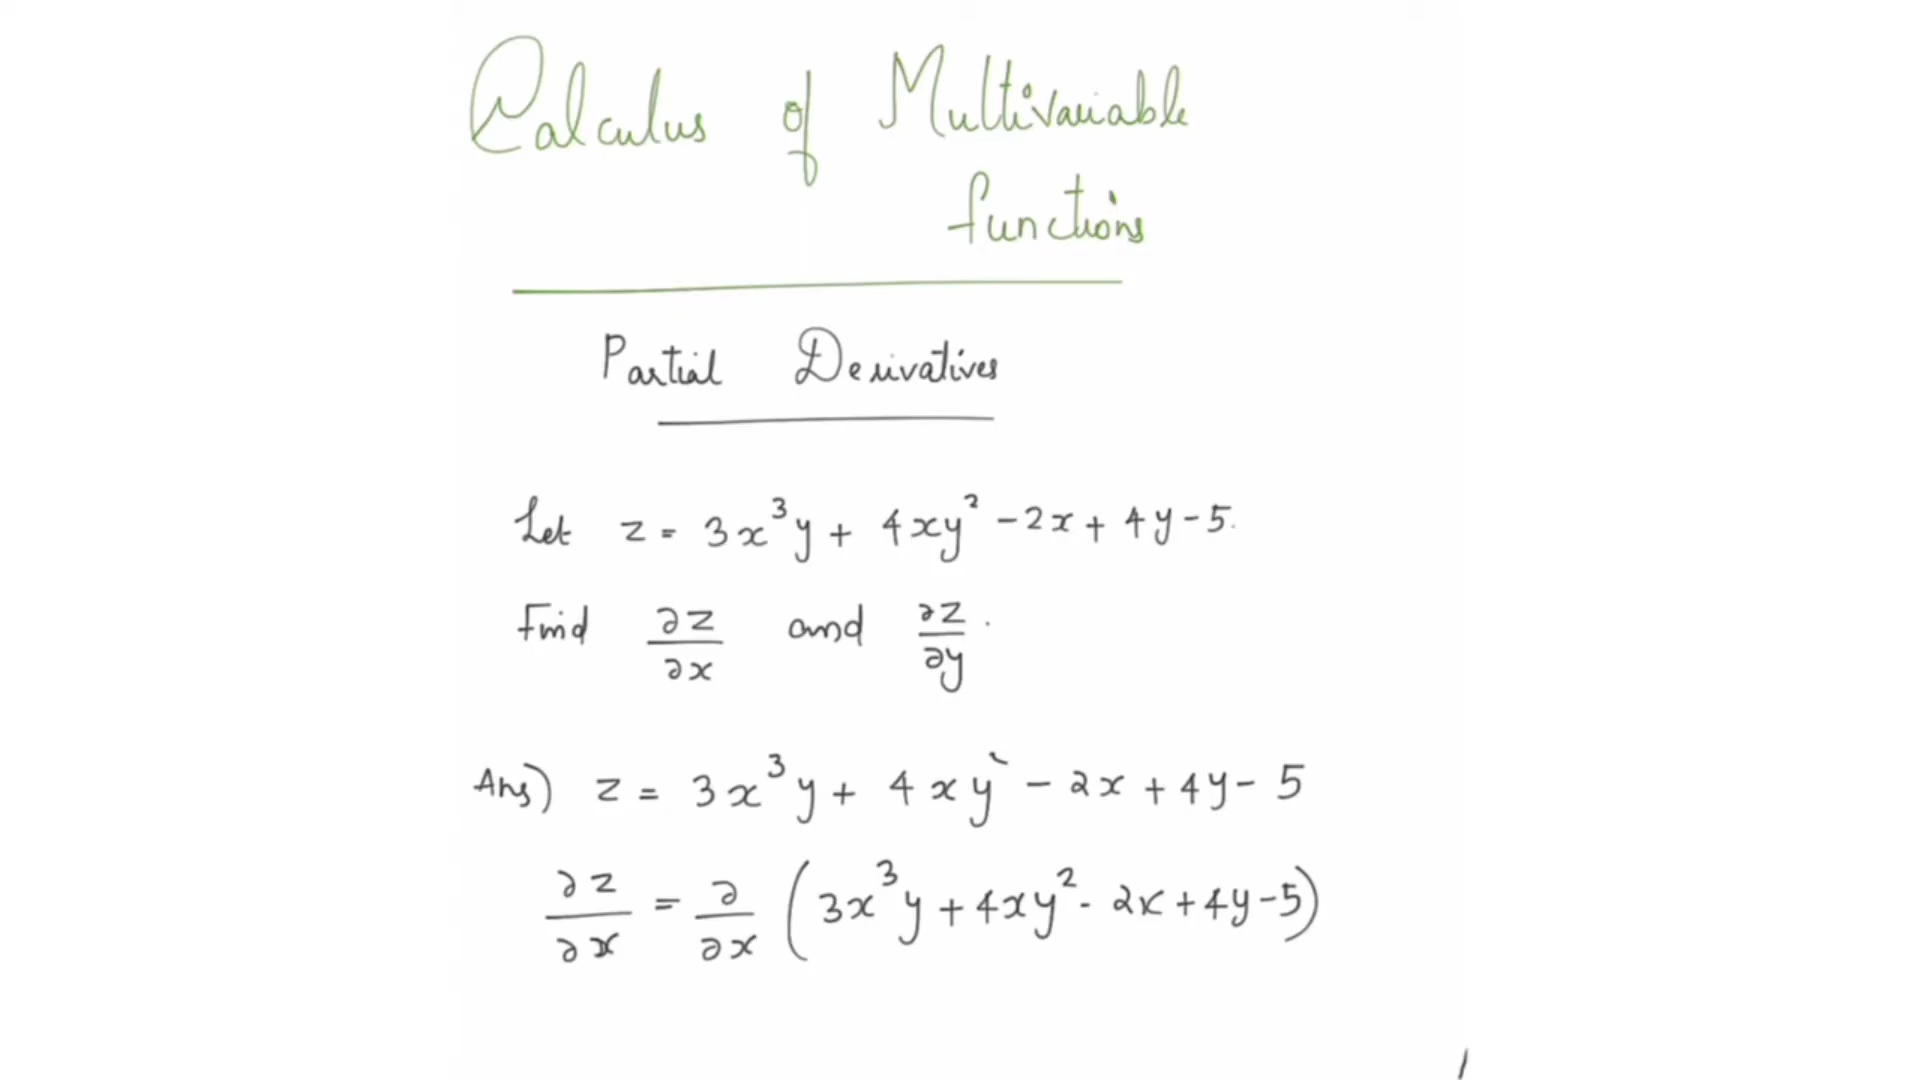 Calculus of Multivariable
functions
Partial Derivatives
Let z = 3x³y + 4xy² - 2x + 4y - 5.
Find ∂z/∂x and ∂z/∂y.
Ans) z = 3x³y + 4xy² - 2x + 4y - 5
∂z/∂x = ∂/∂x (3x³y + 4xy² - 2x + 4y - 5)